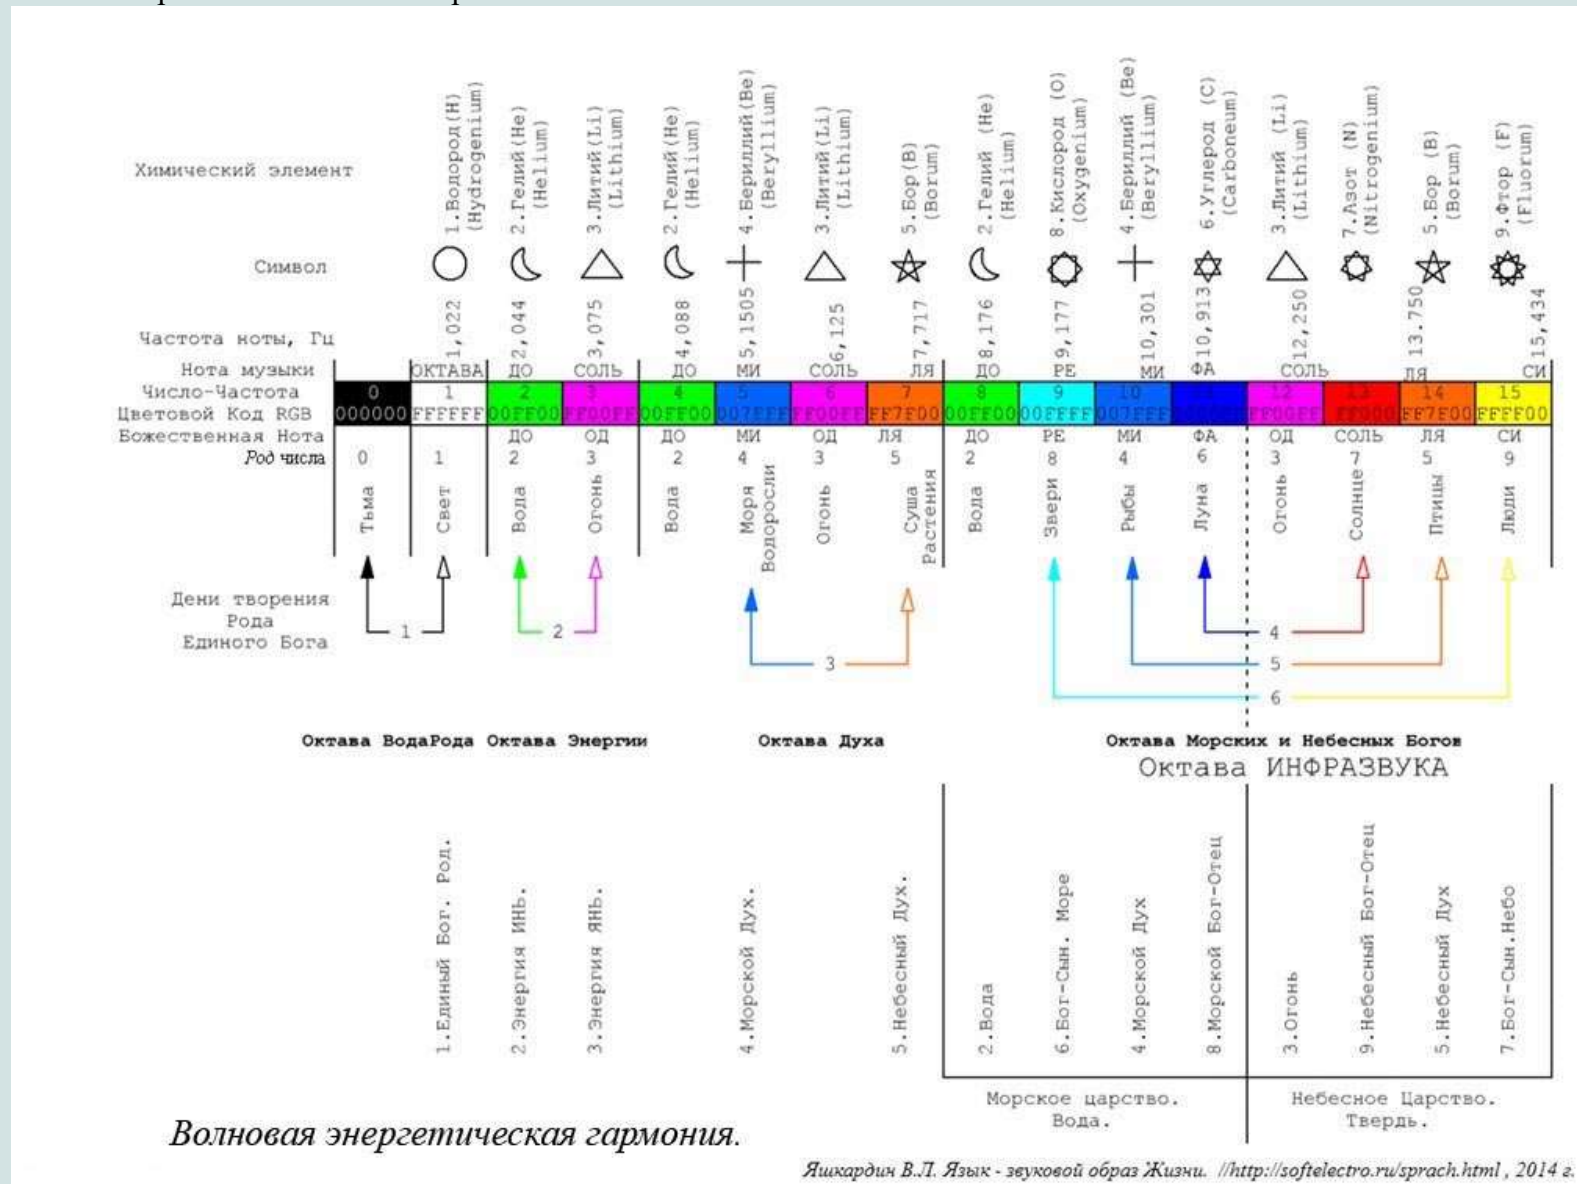 1.Водород(H)
(Hydrogenium)
2.Гелий(He)
(Helium)
3.Литий(Li)
(Lithium)
2.Гелий(He)
(Helium)
4.Бериллий(Be)
(Beryllium)
3.Литий(Li)
(Lithium)
5.Бор(B)
(Borum)
2.Гелий (He)
(Helium)
8.Кислород (O)
(Oxygenium)
4.Бериллий (Be)
(Beryllium)
6.Углерод (C)
(Carboneum)
3.Литий (Li)
(Lithium)
7.Азот (N)
(Nitrogenium)
5.Бор (B)
(Borum)
9.Фтор (F)
(Fluorum)
Химический элемент
Символ
Частота ноты, Гц 1,022 2,044 3,075 4,088 5,1505 6,125 7,717 8,176 9,177 10,301 10,913 12,250 13.750 15,434
Нота музыки ОКТАВА ДО СОЛЬ ДО МИ СОЛЬ ЛЯ ДО РЕ МИ ФА СОЛЬ ЛЯ СИ
Число-Частота 0 1 2 3 4 5 6 7 8 9 10 11 12 13 14 15
Цветовой Код RGB 000000 FFFFFF 00FF00 FF00FF 00FF00 007FFF FF00FF FF7F00 00FF00 00FFFF 007FFF FF00FF FF000 FF7F00 FFFF00
Божественная Нота ДО ОД ДО МИ ОД ЛЯ ДО РЕ МИ ФА ОД СОЛЬ ЛЯ СИ
Род числа 0 1 2 3 2 4 3 5 2 8 4 6 3 7 5 9
Тьма
Свет
Вода
Огонь
Вода
Моря
Водоросли
Огонь
Суша
Растения
Вода
Звери
Рыбы
Луна
Огонь
Солнце
Птицы
Люди
Дени творения
Рода
Единого Бога
1 2 3 4
5
6
Октава ВодаРода Октава Энергии Октава Духа Октава Морских и Небесных Богов
Октава ИНФРАЗВУКА
1.Единый Бог. Род.
2.Энергия ИНЬ.
3.Энергия ЯНЬ.
4.Морской Дух.
5.Небесный Дух.
2.Вода
6.Бог-Сын. Море
4.Морской Дух
8.Морской Бог-Отец
3.Огонь
9.Небесный Бог-Отец
5.Небесный Дух
7.Бог-Сын.Небо
Морское царство.
Вода.
Небесное Царство.
Твердь.
Волновая энергетическая гармония.
Яшкардин В.Л. Язык - звуковой образ Жизни. //http://softelectro.ru/sprach.html , 2014 г.